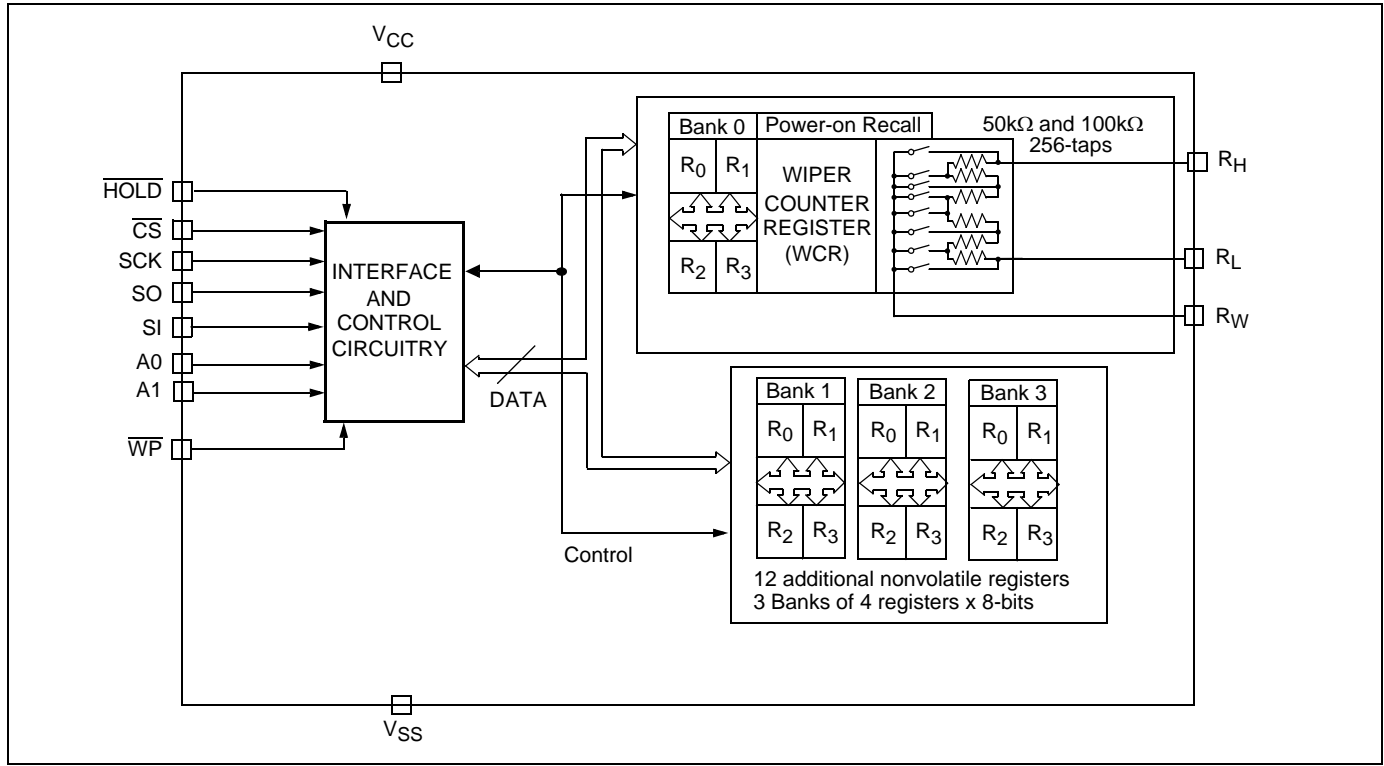 VCC
HOLD
CS
SCK
SO
SI
A0
A1
WP
INTERFACE
AND
CONTROL
CIRCUITRY
DATA
Control
Bank 0
Power-on Recall
R0 R1
R2 R3
WIPER
COUNTER
REGISTER
(WCR)
50kΩ and 100kΩ
256-taps
RH
RL
RW
Bank 1
R0 R1
R2 R3
Bank 2
R0 R1
R2 R3
Bank 3
R0 R1
R2 R3
12 additional nonvolatile registers
3 Banks of 4 registers x 8-bits
VSS